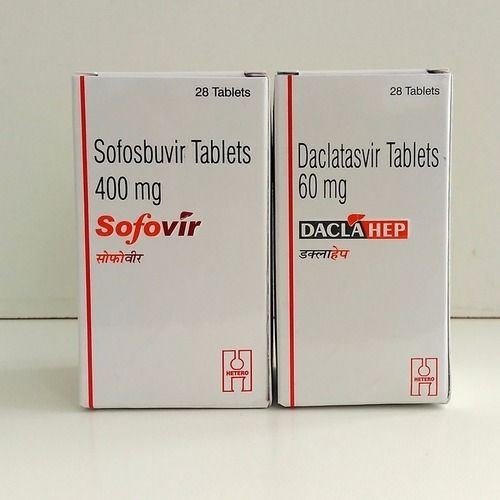 28 Tablets
Sofosbuvir Tablets
400 mg
Sofovir
सोफोवीर
HETERO
28 Tablets
Daclatasvir Tablets
60 mg
DACLAHEP
डक्लाहेप
HETERO